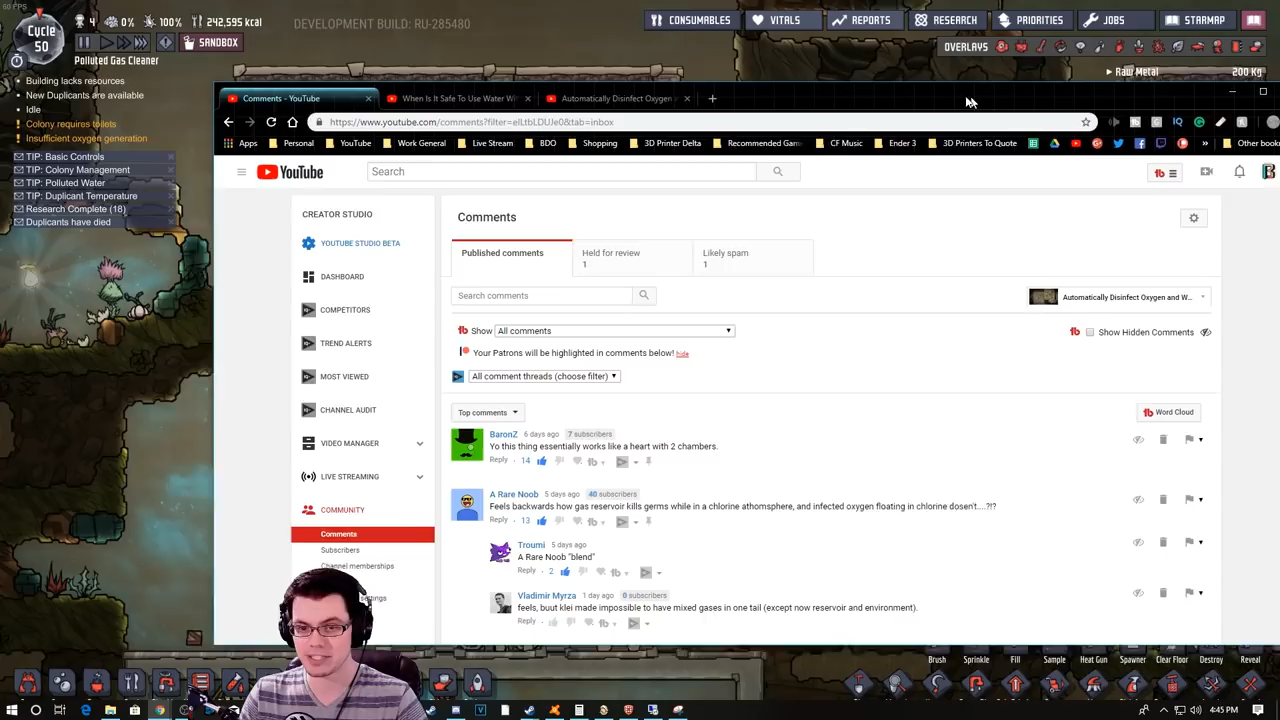 60 FPS
Cycle
50
0
100%
242,595 kcal
DEVELOPMENT BUILD: RU-285480
CONSUMABLES
VITALS
REPORTS
RESEARCH
PRIORITIES
JOBS
STARMAP
SANDBOX
OVERLAYS
Polluted Gas Cleaner
Raw Metal
200 Kg
Building lacks resources
New Duplicants are available
Idle
Colony requires toilets
Insufficient oxygen generation
TIP: Basic Controls
TIP: Colony Management
TIP: Polluted Water
TIP: Duplicant Temperature
Research Complete (18)
Duplicants have died
Comments - YouTube
When Is It Safe To Use Water Wi
Automatically Disinfect Oxygen
https://www.youtube.com/comments?filter=elLtbLDUJe0&tab=inbox
Apps
Personal
YouTube
Work General
Live Stream
BDO
Shopping
3D Printer Delta
Recommended Game
CF Music
Ender 3
3D Printers To Quote
Other book
YouTube
Search
CREATOR STUDIO
YOUTUBE STUDIO BETA
DASHBOARD
COMPETITORS
TREND ALERTS
MOST VIEWED
CHANNEL AUDIT
VIDEO MANAGER
LIVE STREAMING
COMMUNITY
Comments
Subscribers
Channel memberships
settings
Comments
Published comments
Held for review
1
Likely spam
1
Search comments
Automatically Disinfect Oxygen and W...
Show All comments
Show Hidden Comments
Your Patrons will be highlighted in comments below! hide
All comment threads (choose filter)
Top comments
Word Cloud
BaronZ 6 days ago 7 subscribers
Yo this thing essentially works like a heart with 2 chambers.
Reply · 14
A Rare Noob 5 days ago 40 subscribers
Feels backwards how gas reservoir kills germs while in a chlorine athomsphere, and infected oxygen floating in chlorine dosen't....?!?
Reply · 13
Troumi 5 days ago
A Rare Noob "blend"
Reply · 2
Vladimir Myrza 1 day ago 0 subscribers
feels, buut klei made impossible to have mixed gases in one tail (except now reservoir and environment).
Reply ·
Brush
Sprinkle
Fill
Sample
Heat Gun
Spawner
Clear Floor
Destroy
Reveal
4:45 PM